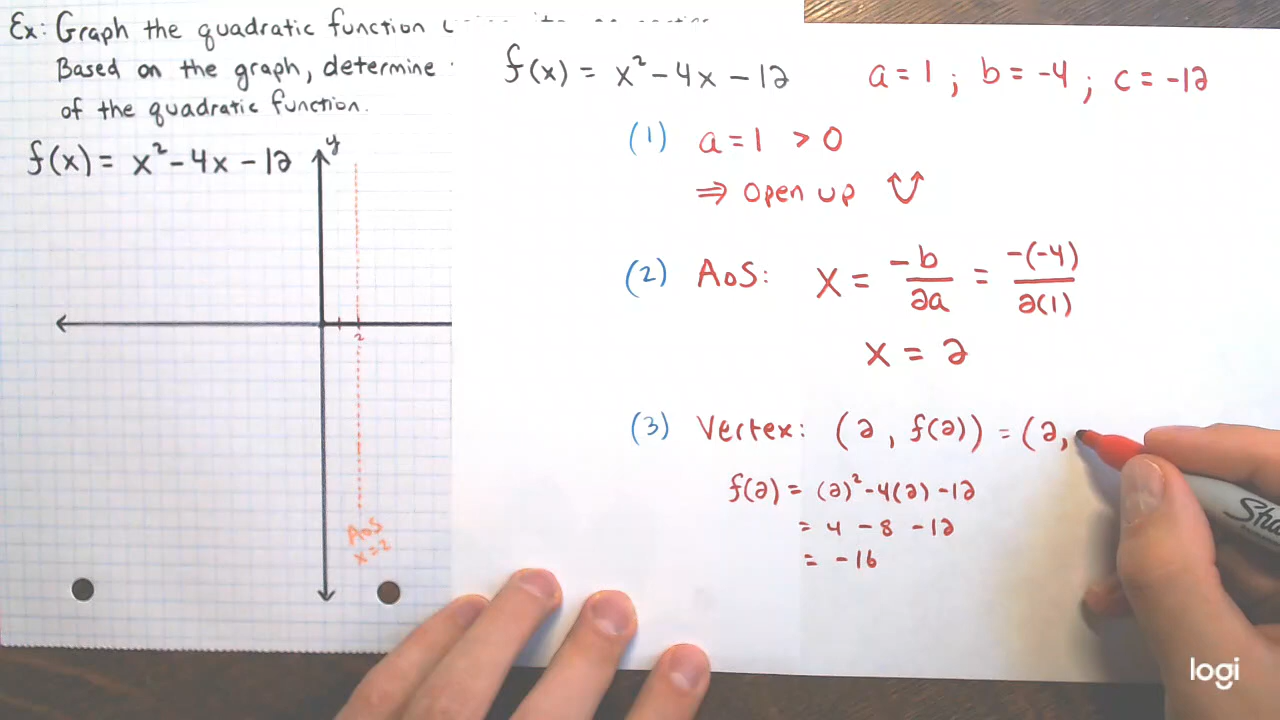 Ex: Graph the quadratic function
Based on the graph, determine
of the quadratic function.
f(x) = x² - 4x - 12
y
2
AoS
x=2
f(x) = x² - 4x - 12 a = 1 ; b = -4 ; c = -12
(1) a = 1 > 0
⇒ Open up
(2) AoS: x = -b/2a = -(-4)/2(1)
x = 2
(3) Vertex: (2, f(2)) = (2,
f(2) = (2)² - 4(2) - 12
= 4 - 8 - 12
= -16
logi